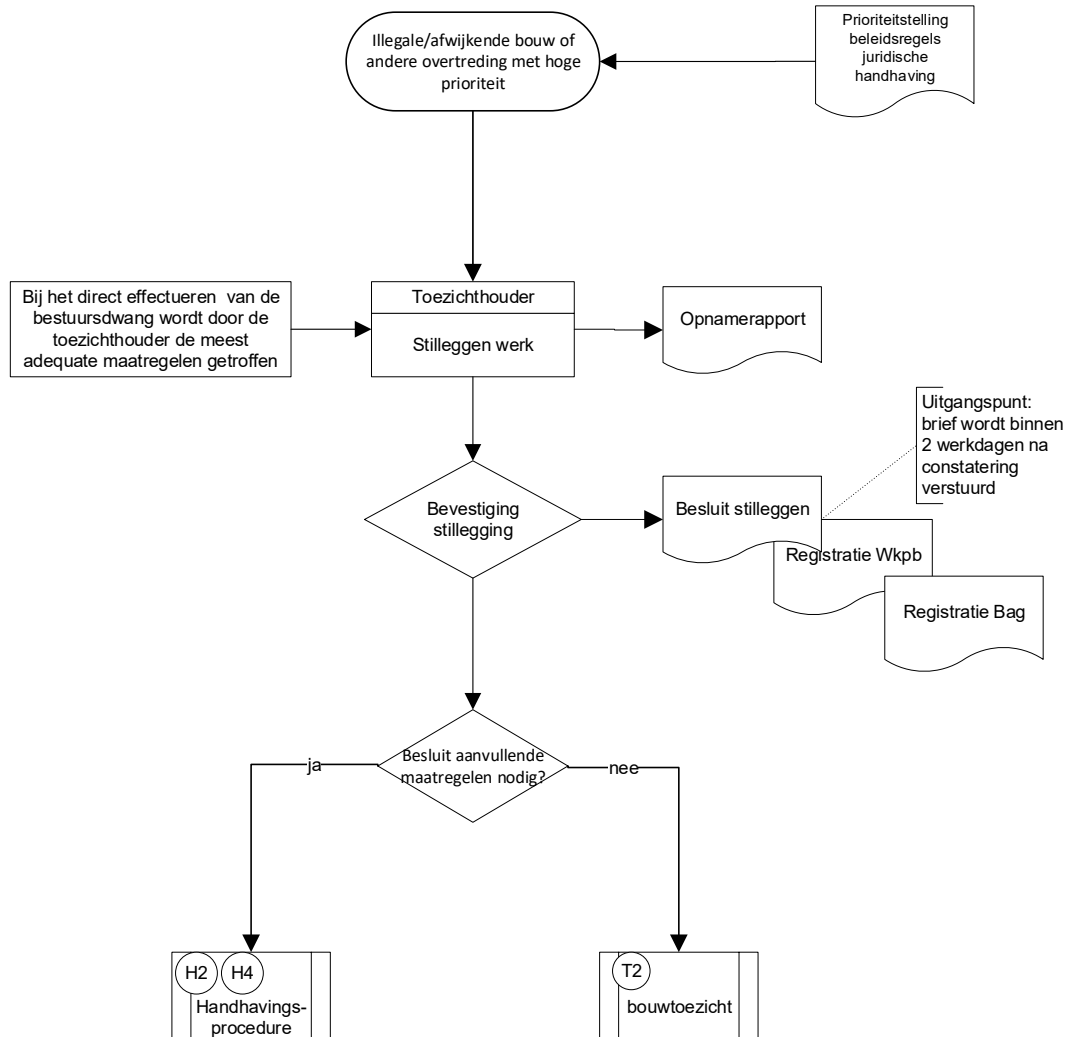 Illegale/afwijkende bouw of
andere overtreding met hoge
prioriteit
Prioriteitstelling
beleidsregels
juridische
handhaving
Bij het direct effectueren van de
bestuursdwang wordt door de
toezichthouder de meest
adequate maatregelen getroffen
Toezichthouder
Stilleggen werk
Opnamerapport
Uitgangspunt:
brief wordt binnen
2 werkdagen na
constatering
verstuurd
Bevestiging
stillegging
Besluit stilleggen
Registratie Wkpb
Registratie Bag
Besluit aanvullende
maatregelen nodig?
ja
nee
H2 H4
Handhavings-
procedure
T2
bouwtoezicht